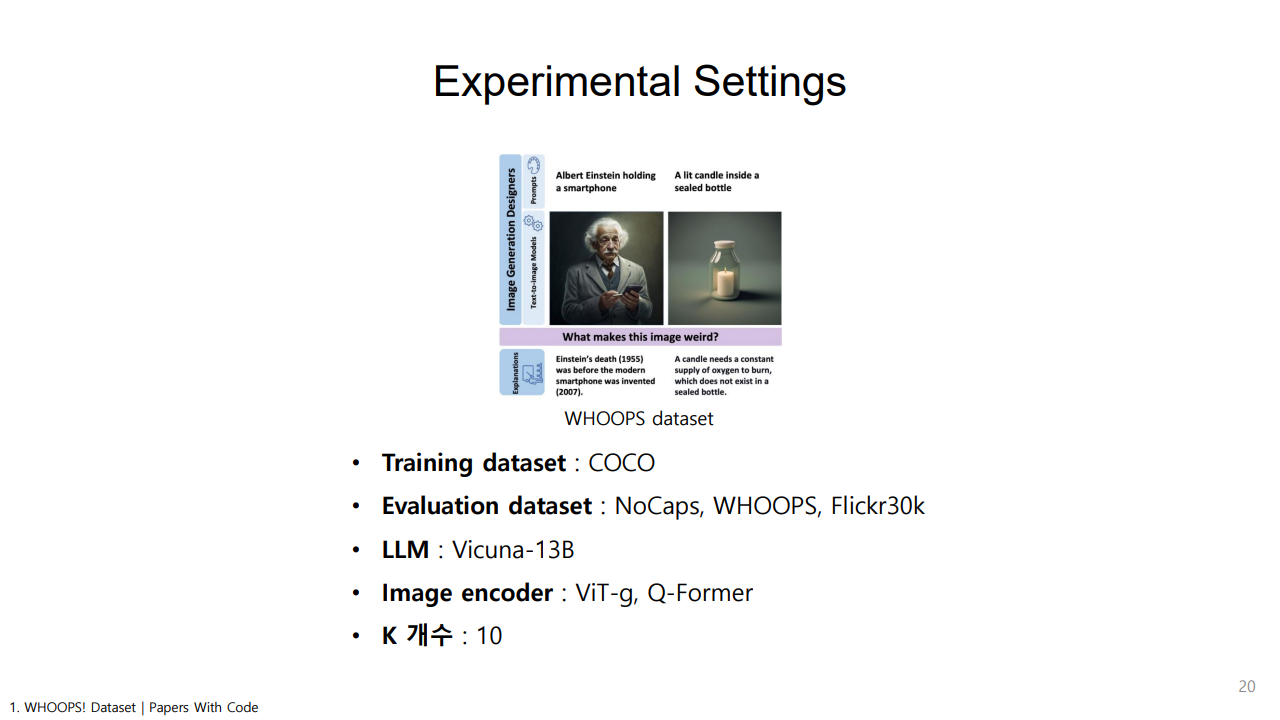 Experimental Settings
Image Generation Designers
Prompts
Albert Einstein holding
a smartphone
A lit candle inside a
sealed bottle
Text-to-image Models
What makes this image weird?
Explanations
Einstein's death (1955)
was before the modern
smartphone was invented
(2007).
A candle needs a constant
supply of oxygen to burn,
which does not exist in a
sealed bottle.
WHOOPS dataset
• Training dataset : COCO
• Evaluation dataset : NoCaps, WHOOPS, Flickr30k
• LLM : Vicuna-13B
• Image encoder : ViT-g, Q-Former
• K 개수 : 10
20
1. WHOOPS! Dataset | Papers With Code